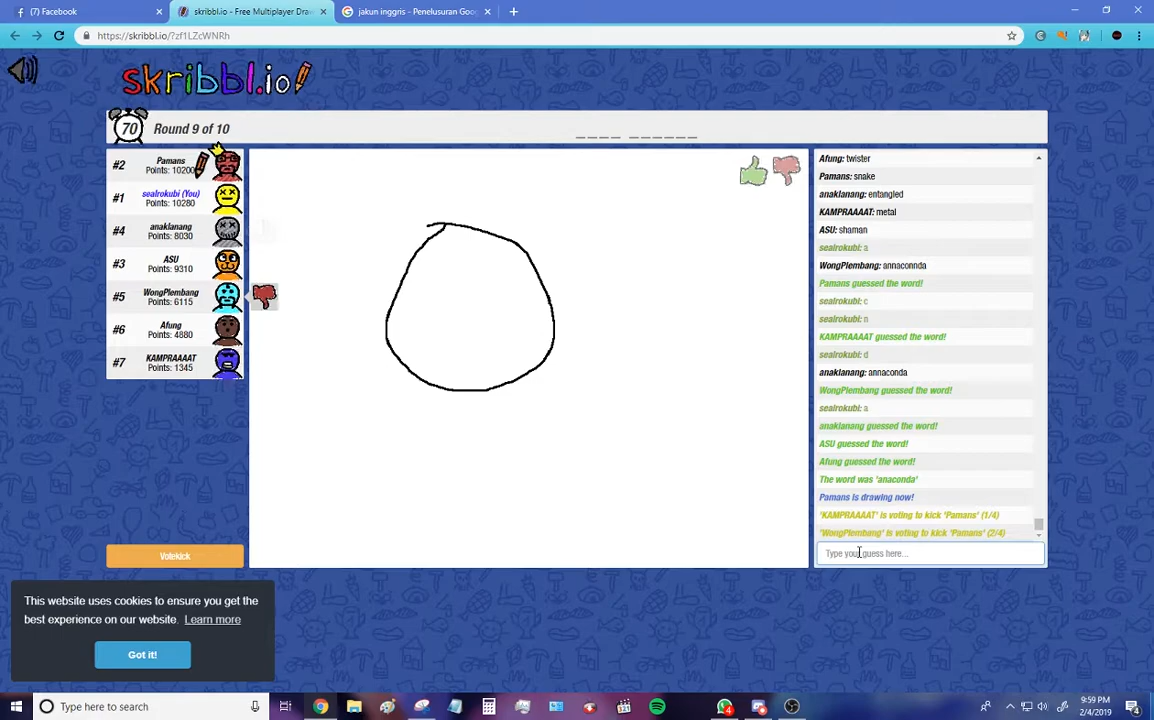 (7) Facebook
skribbl.io - Free Multiplayer Draw
jakun inggris - Penelusuran Goo
https://skribbl.io/?zf1LZcWNRh
skribbl.io
70
Round 9 of 10
____ ______
#2
Pamans
Points: 10200
#1
sealrokubi (You)
Points: 10280
#4
anaklanang
Points: 8030
#3
ASU
Points: 9310
#5
WongPlembang
Points: 6115
#6
Afung
Points: 4880
#7
KAMPRAAAAT
Points: 1345
Votekick
Afung: twister
Pamans: snake
anaklanang: entangled
KAMPRAAAAT: metal
ASU: shaman
sealrokubi: a
WongPlembang: annaconnda
Pamans guessed the word!
sealrokubi: c
sealrokubi: n
KAMPRAAAAT guessed the word!
sealrokubi: d
anaklanang: annaconda
WongPlembang guessed the word!
sealrokubi: a
anaklanang guessed the word!
ASU guessed the word!
Afung guessed the word!
The word was 'anaconda'
Pamans is drawing now!
'KAMPRAAAAT' is voting to kick 'Pamans' (1/4)
'WongPlembang' is voting to kick 'Pamans' (2/4)
Type your guess here...
This website uses cookies to ensure you get the
best experience on our website. Learn more
Got it!
Type here to search
4
9:59 PM
2/4/2019
4